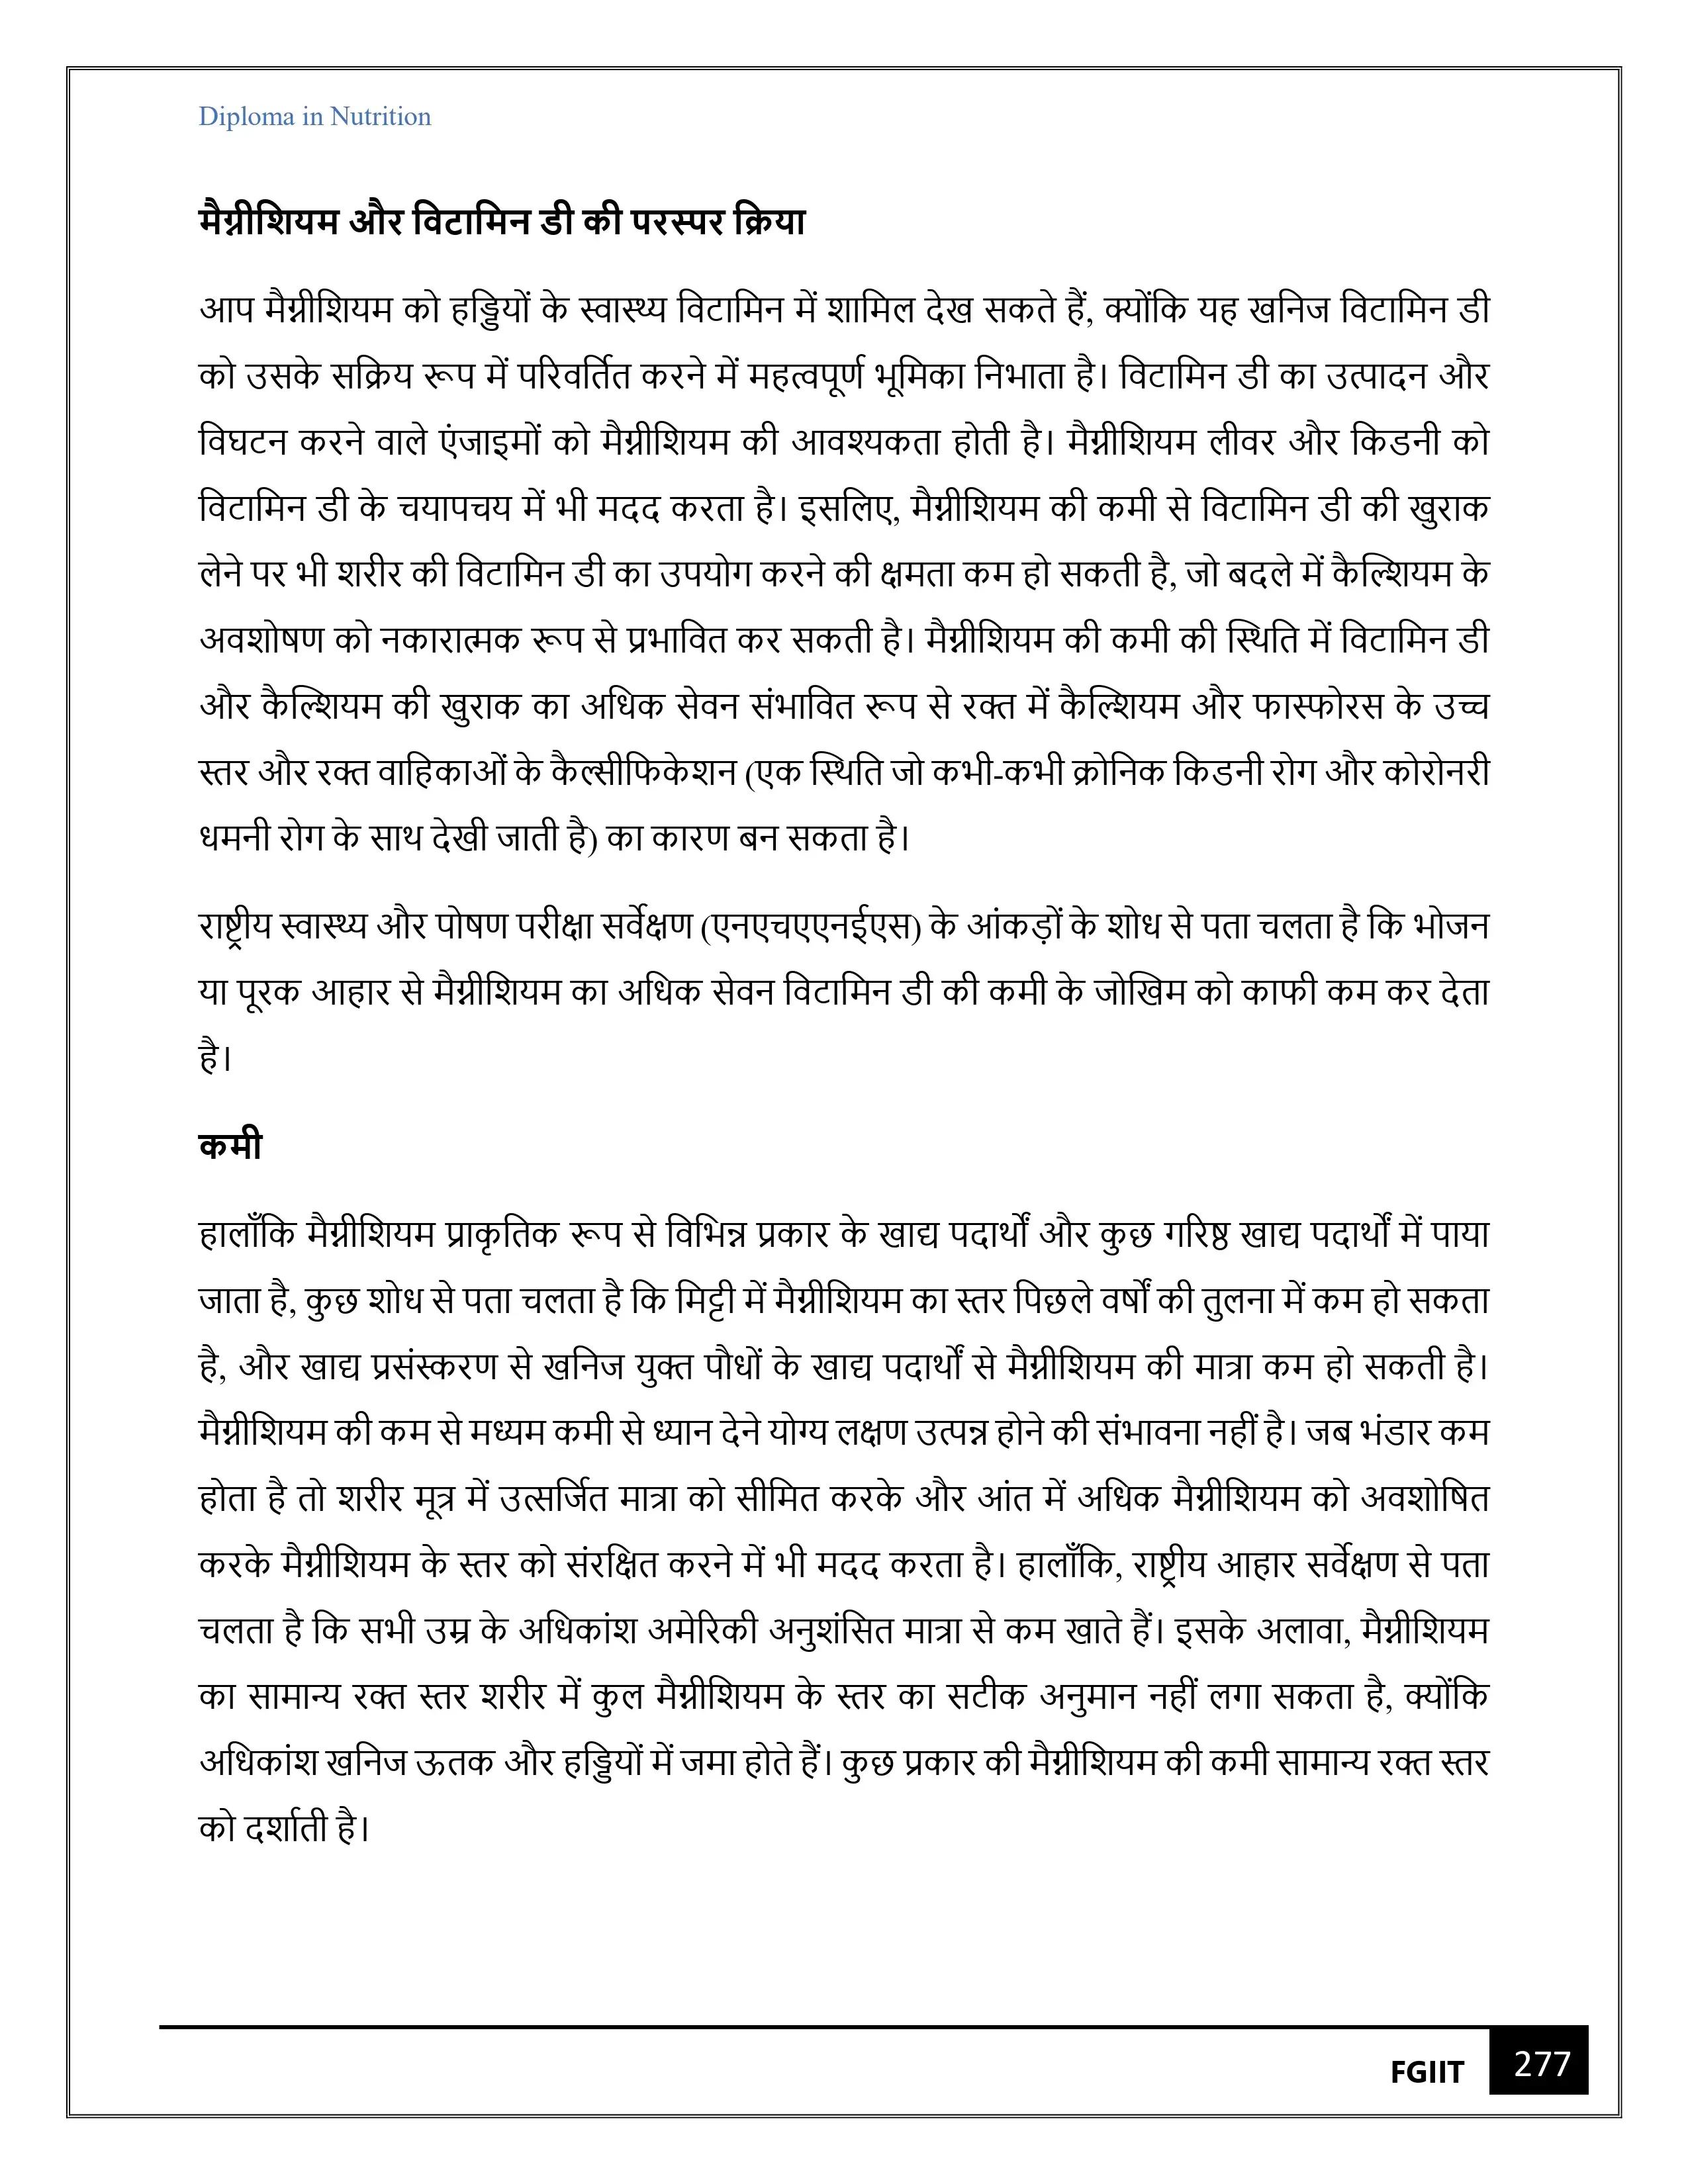 Diploma in Nutrition
मैग्नीशियम और विटामिन डी की परस्पर क्रिया
आप मैग्नीशियम को हड्डियों के स्वास्थ्य विटामिन में शामिल देख सकते हैं, क्योंकि यह खनिज विटामिन डी
को उसके सक्रिय रूप में परिवर्तित करने में महत्वपूर्ण भूमिका निभाता है। विटामिन डी का उत्पादन और
विघटन करने वाले एंजाइमों को मैग्नीशियम की आवश्यकता होती है। मैग्नीशियम लीवर और किडनी को
विटामिन डी के चयापचय में भी मदद करता है। इसलिए, मैग्नीशियम की कमी से विटामिन डी की खुराक
लेने पर भी शरीर की विटामिन डी का उपयोग करने की क्षमता कम हो सकती है, जो बदले में कैल्शियम के
अवशोषण को नकारात्मक रूप से प्रभावित कर सकती है। मैग्नीशियम की कमी की स्थिति में विटामिन डी
और कैल्शियम की खुराक का अधिक सेवन संभावित रूप से रक्त में कैल्शियम और फास्फोरस के उच्च
स्तर और रक्त वाहिकाओं के कैल्सीफिकेशन (एक स्थिति जो कभी-कभी क्रोनिक किडनी रोग और कोरोनरी
धमनी रोग के साथ देखी जाती है) का कारण बन सकता है।
राष्ट्रीय स्वास्थ्य और पोषण परीक्षा सर्वेक्षण (एनएचएएनईएस) के आंकड़ों के शोध से पता चलता है कि भोजन
या पूरक आहार से मैग्नीशियम का अधिक सेवन विटामिन डी की कमी के जोखिम को काफी कम कर देता
है।
कमी
हालाँकि मैग्नीशियम प्राकृतिक रूप से विभिन्न प्रकार के खाद्य पदार्थों और कुछ गरिष्ठ खाद्य पदार्थों में पाया
जाता है, कुछ शोध से पता चलता है कि मिट्टी में मैग्नीशियम का स्तर पिछले वर्षों की तुलना में कम हो सकता
है, और खाद्य प्रसंस्करण से खनिज युक्त पौधों के खाद्य पदार्थों से मैग्नीशियम की मात्रा कम हो सकती है।
मैग्नीशियम की कम से मध्यम कमी से ध्यान देने योग्य लक्षण उत्पन्न होने की संभावना नहीं है। जब भंडार कम
होता है तो शरीर मूत्र में उत्सर्जित मात्रा को सीमित करके और आंत में अधिक मैग्नीशियम को अवशोषित
करके मैग्नीशियम के स्तर को संरक्षित करने में भी मदद करता है। हालाँकि, राष्ट्रीय आहार सर्वेक्षण से पता
चलता है कि सभी उम्र के अधिकांश अमेरिकी अनुशंसित मात्रा से कम खाते हैं। इसके अलावा, मैग्नीशियम
का सामान्य रक्त स्तर शरीर में कुल मैग्नीशियम के स्तर का सटीक अनुमान नहीं लगा सकता है, क्योंकि
अधिकांश खनिज ऊतक और हड्डियों में जमा होते हैं। कुछ प्रकार की मैग्नीशियम की कमी सामान्य रक्त स्तर
को दर्शाती है।
FGIIT 277